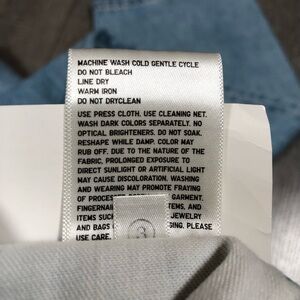 MACHINE WASH COLD GENTLE CYCLE
DO NOT BLEACH
LINE DRY
WARM IRON
DO NOT DRYCLEAN
USE PRESS CLOTH. USE CLEANING NET.
WASH DARK COLORS SEPARATELY. NO
OPTICAL BRIGHTENERS. DO NOT SOAK.
RESHAPE WHILE DAMP. COLOR MAY
RUB OFF. DUE TO THE NATURE OF THE
FABRIC, PROLONGED EXPOSURE TO
DIRECT SUNLIGHT OR ARTIFICIAL LIGHT
MAY CAUSE DISCOLORATION. WASHING
AND WEARING MAY PROMOTE FRAYING
OF GARMENT.
ITEMS, AND
ITEMS SUCH JEWELRY
AND BAGS PLEASE
USE CARE.
3